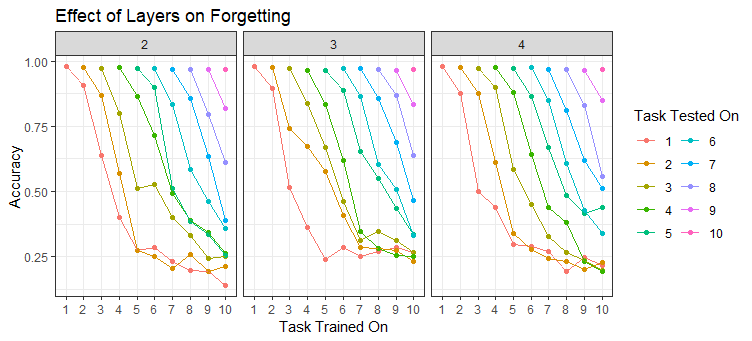 Effect of Layers on Forgetting
2 3 4
1.00
0.75
0.50
0.25
Accuracy
1 2 3 4 5 6 7 8 9 10 1 2 3 4 5 6 7 8 9 10 1 2 3 4 5 6 7 8 9 10
Task Trained On
Task Tested On
1 6
2 7
3 8
4 9
5 10